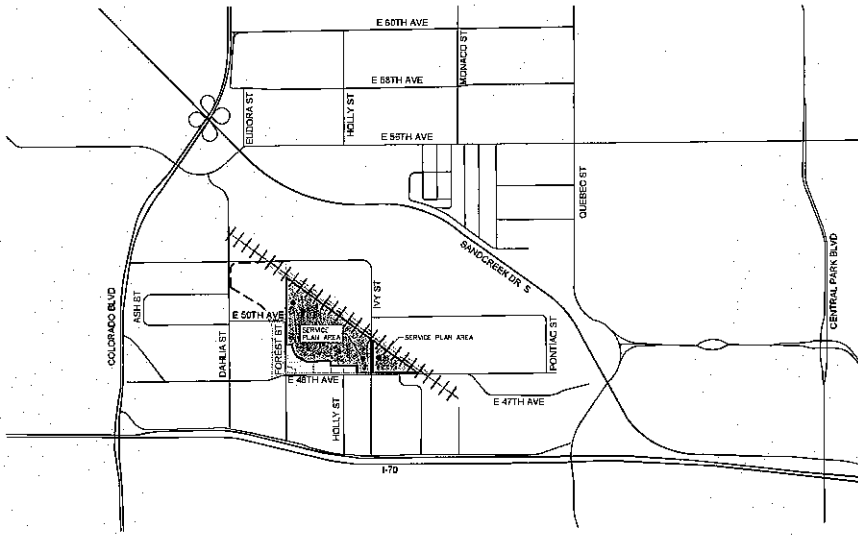 E 60TH AVE
MONACO ST
E 58TH AVE
EUDORA ST
HOLLY ST
E 56TH AVE
QUEBEC ST
SANDCREEK DR S
CENTRAL PARK BLVD
COLORADO BLVD
ASH ST
IVY ST
E 50TH AVE
DAHLIA ST
FOREST ST
SERVICE
PLAN AREA
SERVICE PLAN AREA
PONTIAC ST
E 48TH AVE
E 47TH AVE
HOLLY ST
I-70